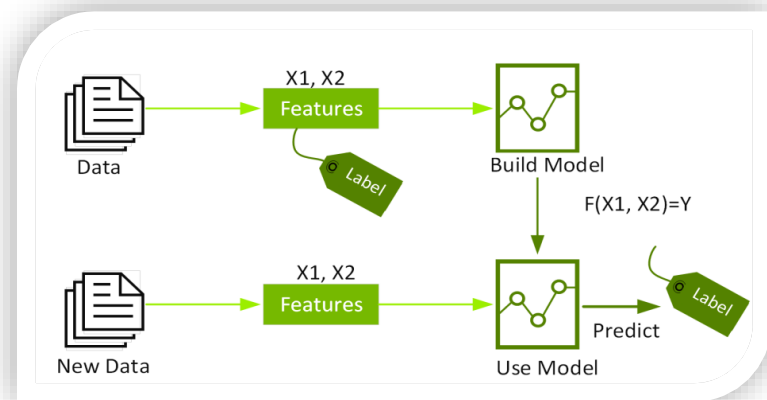 X1, X2
Features
Label
Data
Build Model
F(X1, X2)=Y
X1, X2
Features
Label
Predict
New Data
Use Model